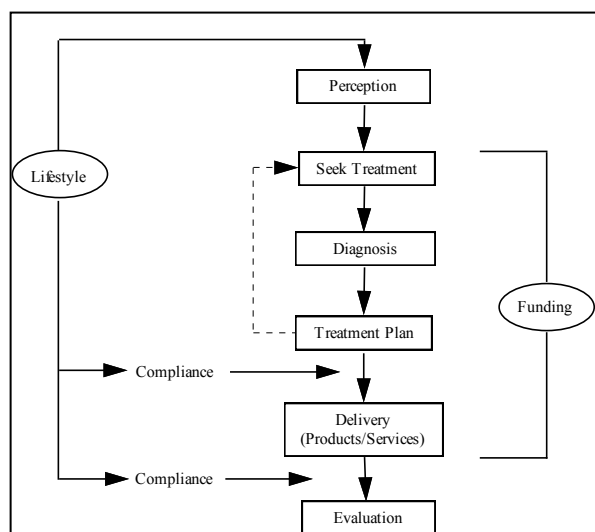 Perception
Lifestyle
Seek Treatment
Diagnosis
Funding
Treatment Plan
Compliance
Delivery
(Products/Services)
Compliance
Evaluation